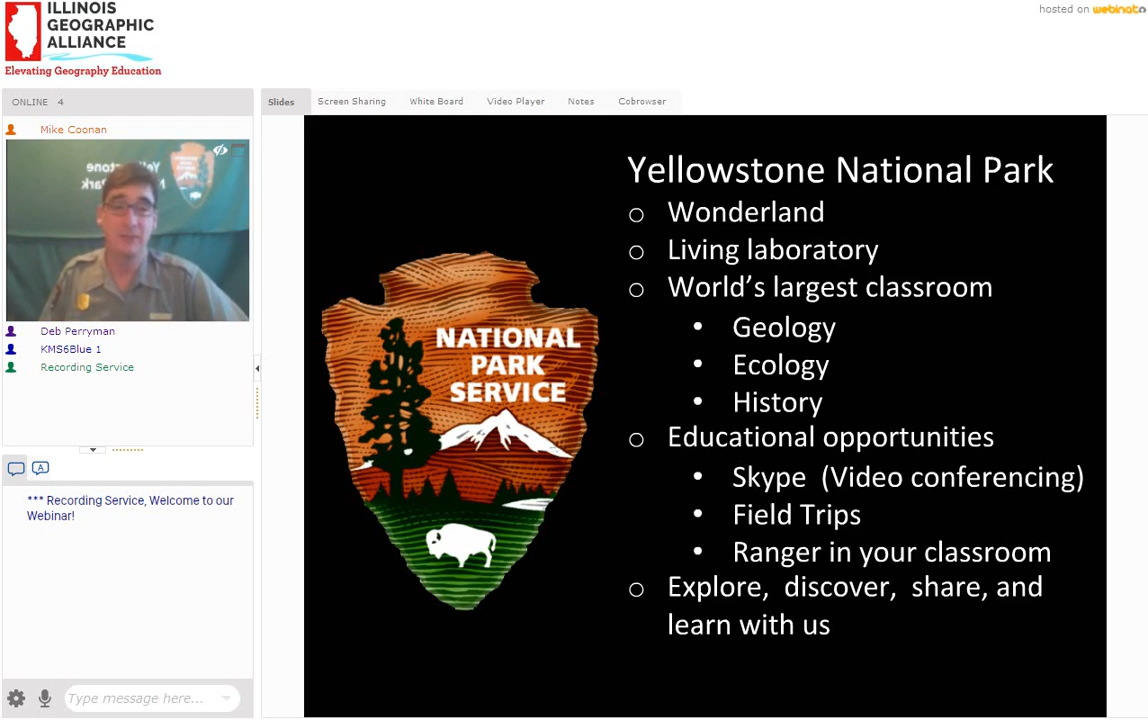 ILLINOIS
GEOGRAPHIC
ALLIANCE
Elevating Geography Education
hosted on webinato
ONLINE 4
Mike Coonan
Deb Perryman
KMS6Blue 1
Recording Service
*** Recording Service, Welcome to our
Webinar!
Type message here...
Slides
Screen Sharing
White Board
Video Player
Notes
Cobrowser
NATIONAL
PARK
SERVICE
Yellowstone National Park
o Wonderland
o Living laboratory
o World’s largest classroom
• Geology
• Ecology
• History
o Educational opportunities
• Skype (Video conferencing)
• Field Trips
• Ranger in your classroom
o Explore, discover, share, and
learn with us